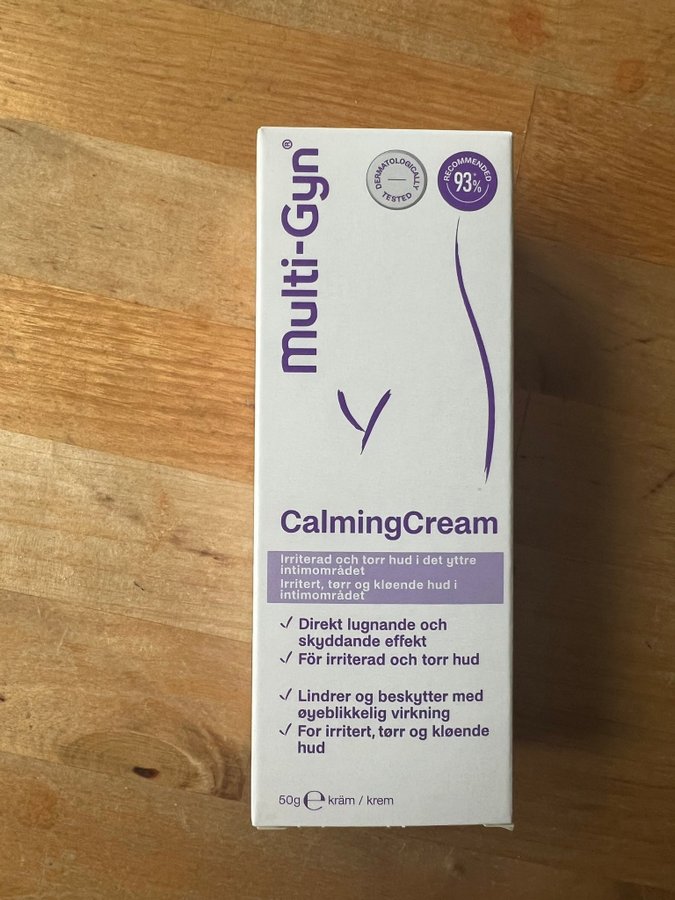 Multi-Gyn®
DERMATOLOGICALLY
TESTED
RECOMMENDED
93%
CalmingCream
Irriterad och torr hud i det yttre
intimområdet
Irritert, tørr og kløende hud i
intimområdet
✓ Direkt lugnande och
skyddande effekt
✓ För irriterad och torr hud
✓ Lindrer og beskytter med
øyeblikkelig virkning
✓ For irritert, tørr og kløende
hud
50g ℮ kräm / krem